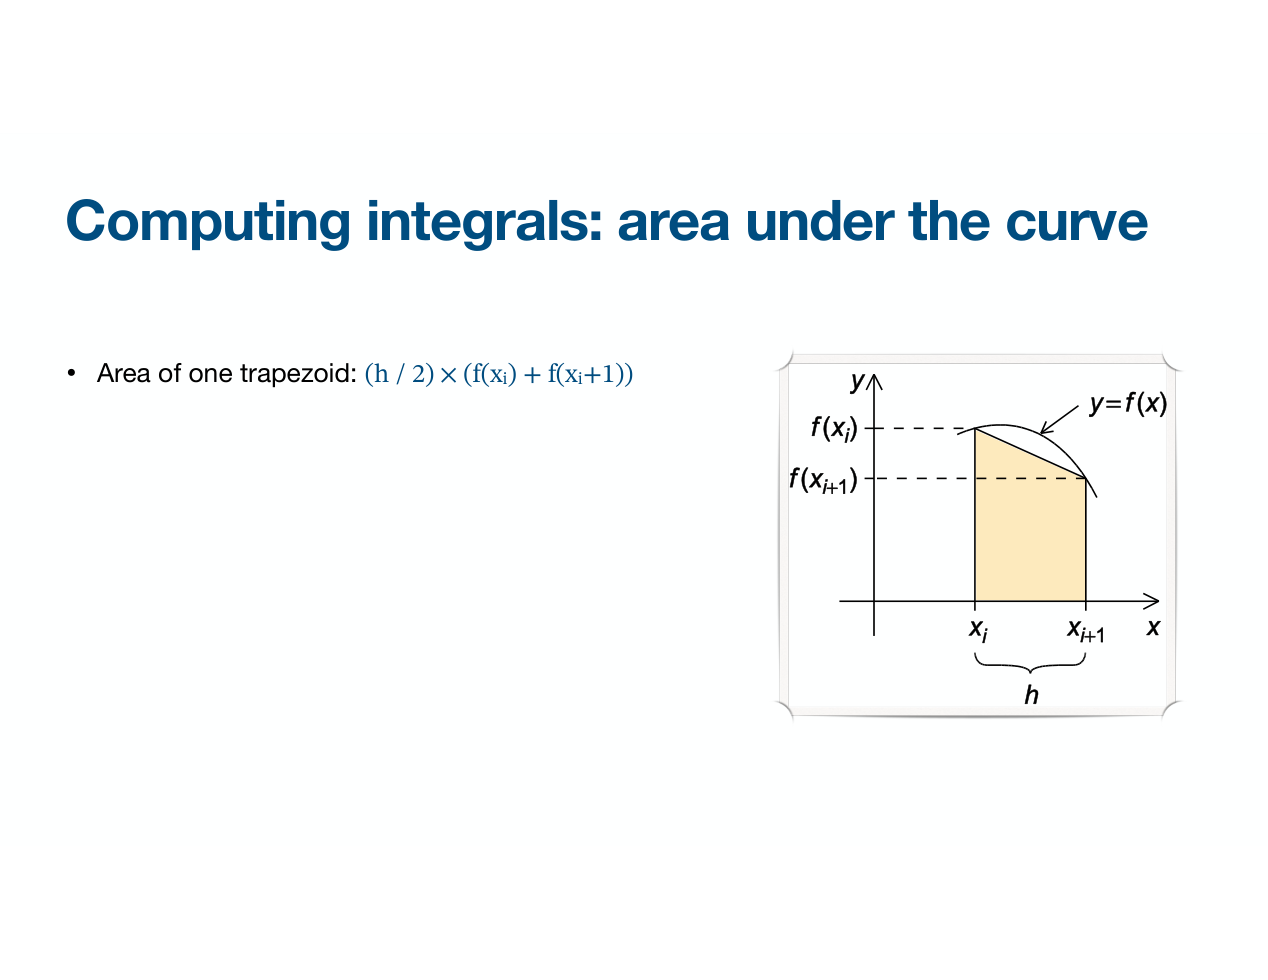 Computing integrals: area under the curve
• Area of one trapezoid: (h / 2) × (f(xᵢ) + f(xᵢ+1))
y
y=f(x)
f(xᵢ)
f(xᵢ₊₁)
xᵢ xᵢ₊₁ x
h